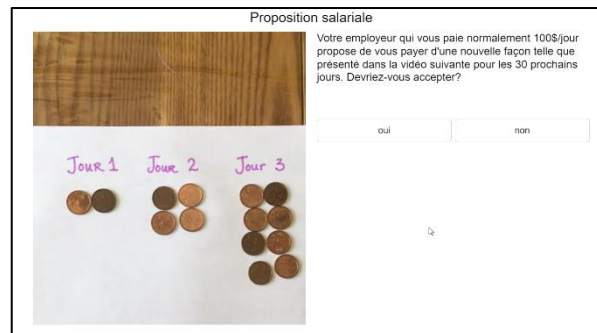 Proposition salariale
Votre employeur qui vous paie normalement 100$/jour
propose de vous payer d'une nouvelle façon telle que
présenté dans la vidéo suivante pour les 30 prochains
jours. Devriez-vous accepter?
oui non
Jour 1 Jour 2 Jour 3